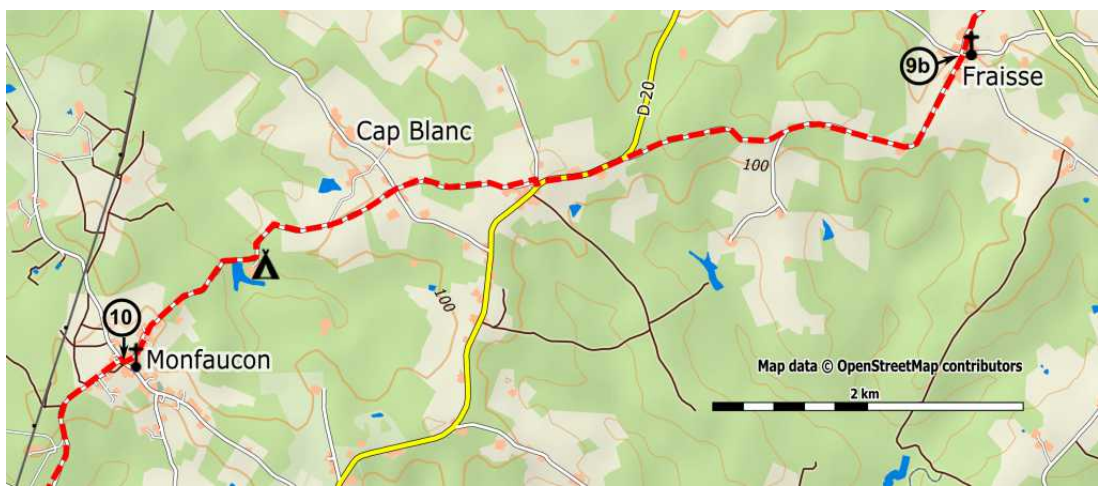 9b
Fraisse
D 20
Cap Blanc
100
100
10
Monfaucon
Map data © OpenStreetMap contributors
2 km